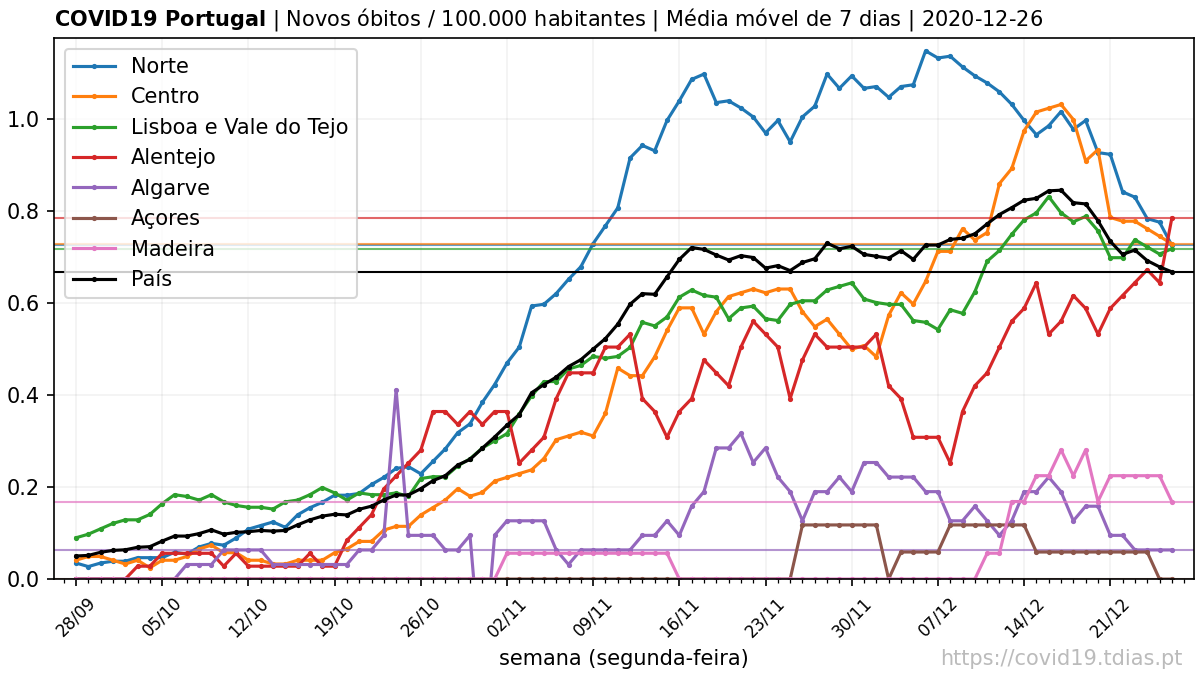 COVID19 Portugal | Novos óbitos / 100.000 habitantes | Média móvel de 7 dias | 2020-12-26
Norte
Centro
Lisboa e Vale do Tejo
Alentejo
Algarve
Açores
Madeira
País
1.0
0.8
0.6
0.4
0.2
0.0
28/09
05/10
12/10
19/10
26/10
02/11
09/11
16/11
23/11
30/11
07/12
14/12
21/12
semana (segunda-feira)
https://covid19.tdias.pt